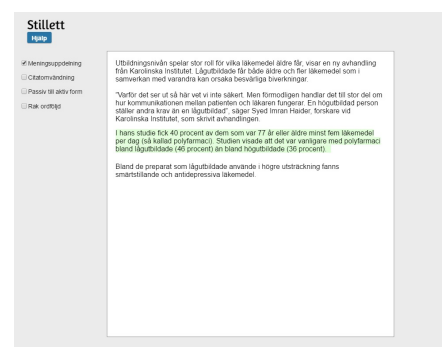 Stillett
Hjälp
Meningsuppdelning
Citatomvändning
Passiv till aktiv form
Rak ordföljd
Utbildningsnivån spelar stor roll för vilka läkemedel äldre får, visar en ny avhandling
från Karolinska Institutet. Lågutbildade får både äldre och fler läkemedel som i
samverkan med varandra kan orsaka besvärliga biverkningar.
"Varför det ser ut så här vet vi inte säkert. Men förmodligen handlar det till stor del om
hur kommunikationen mellan patienten och läkaren fungerar. En högutbildad person
ställer andra krav än en lågutbildad", säger Syed Imran Haider, forskare vid
Karolinska Institutet, som skrivit avhandlingen.
I hans studie fick 40 procent av dem som var 77 år eller äldre minst fem läkemedel
per dag (så kallad polyfarmaci). Studien visade att det var vanligare med polyfarmaci
bland lågutbildade (46 procent) än bland högutbildade (36 procent).
Bland de preparat som lågutbildade använde i högre utsträckning fanns
smärtstillande och antidepressiva läkemedel.